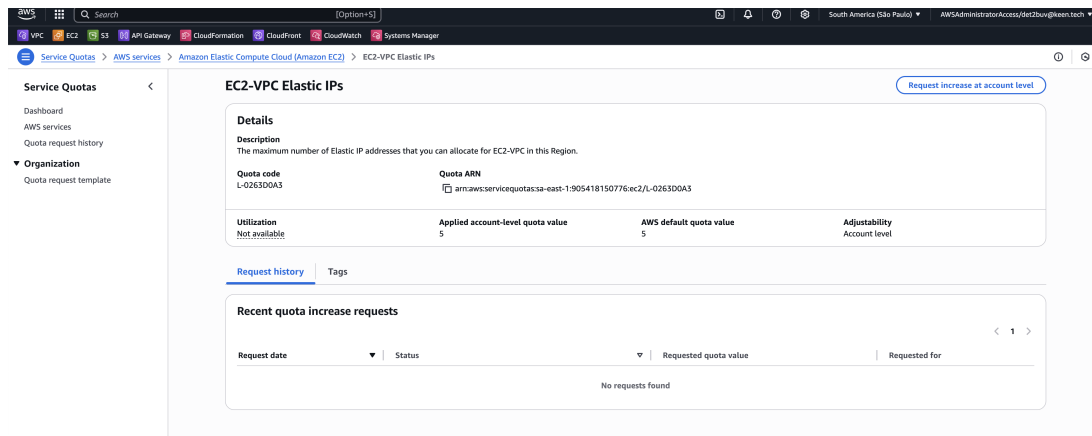 aws Search [Option+S] South America (São Paulo) ▼ AWSAdministratorAccess/det2buv@keen.tech ▼
VPC EC2 S3 API Gateway CloudFormation CloudFront CloudWatch Systems Manager
Service Quotas > AWS services > Amazon Elastic Compute Cloud (Amazon EC2) > EC2-VPC Elastic IPs
Service Quotas
Dashboard
AWS services
Quota request history
▼ Organization
Quota request template
EC2-VPC Elastic IPs
Request increase at account level
Details
Description
The maximum number of Elastic IP addresses that you can allocate for EC2-VPC in this Region.
Quota code Quota ARN
L-0263D0A3 arn:aws:servicequotas:sa-east-1:905418150776:ec2/L-0263D0A3
Utilization Applied account-level quota value AWS default quota value Adjustability
Not available 5 5 Account level
Request history Tags
Recent quota increase requests
< 1 >
Request date Status Requested quota value Requested for
No requests found